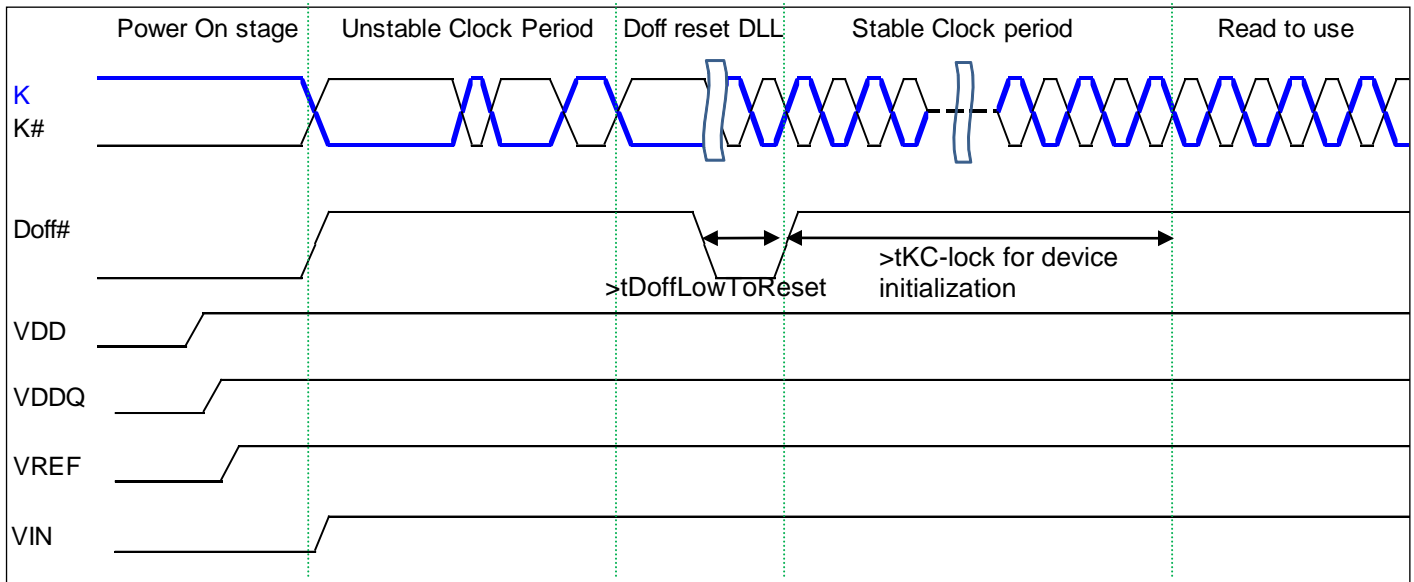 Power On stage Unstable Clock Period Doff reset DLL Stable Clock period Read to use
K
K#
Doff#
>tDoffLowToReset
>tKC-lock for device
initialization
VDD
VDDQ
VREF
VIN